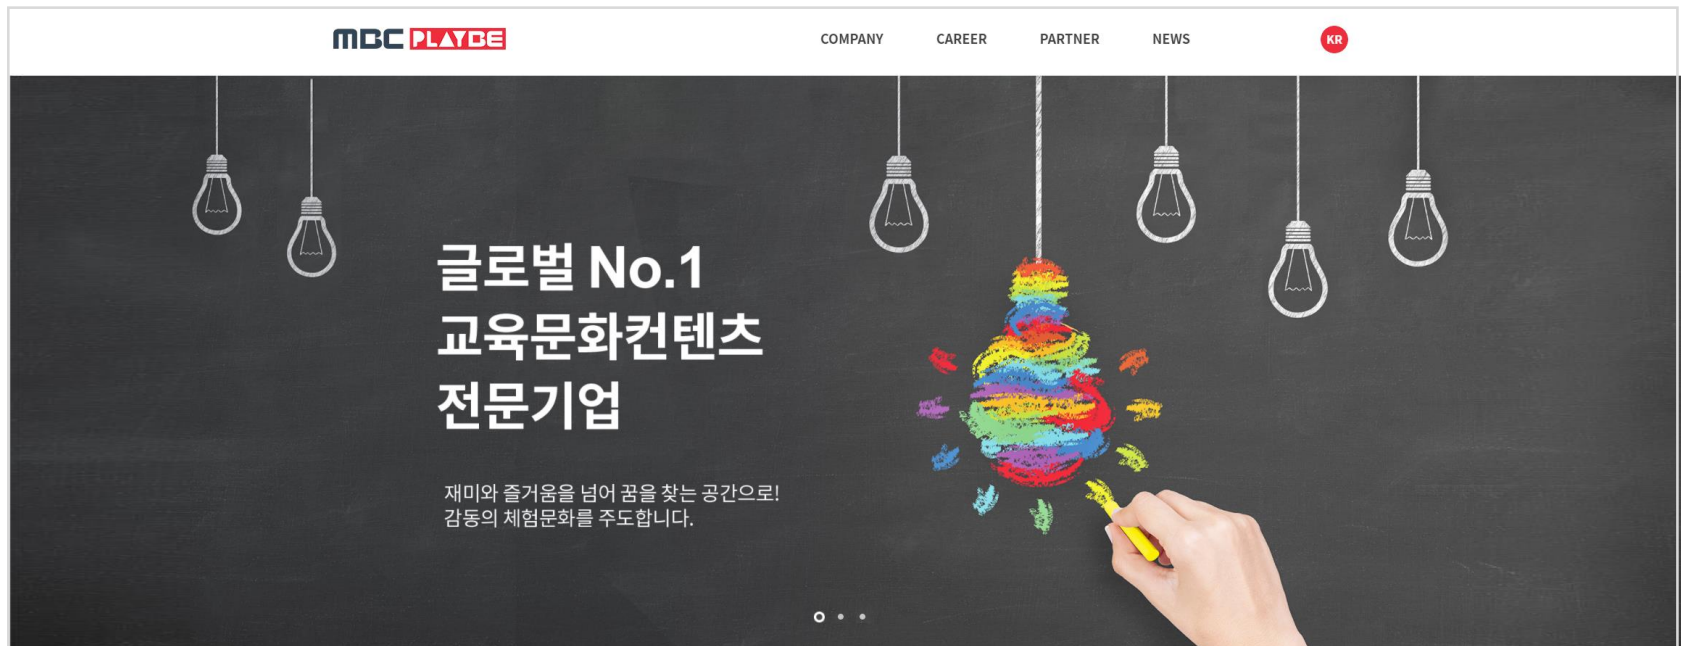 MBC PLAYBE
COMPANY CAREER PARTNER NEWS KR
글로벌 No.1
교육문화컨텐츠
전문기업
재미와 즐거움을 넘어 꿈을 찾는 공간으로!
감동의 체험문화를 주도합니다.